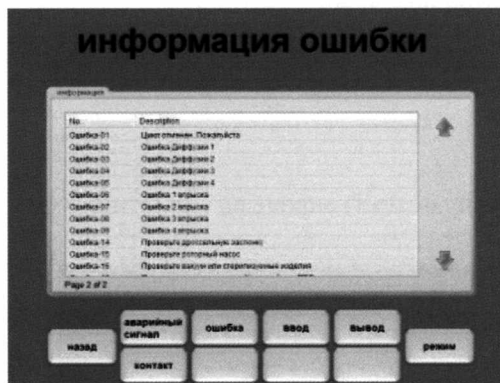 информация ошибки
информация
No. Description
Ошибка-01 Цикл отменен. Пожалуйста
Ошибка-02 Ошибка Диффузии 1
Ошибка-03 Ошибка Диффузии 2
Ошибка-04 Ошибка Диффузии 3
Ошибка-05 Ошибка Диффузии 4
Ошибка-06 Ошибка 1 впрыска
Ошибка-07 Ошибка 2 впрыска
Ошибка-08 Ошибка 3 впрыска
Ошибка-09 Ошибка 4 впрыска
Ошибка-14 Проверьте дроссельную заслонку
Ошибка-15 Проверьте роторный насос
Ошибка-16 Проверьте вакуум или стерилизуемые изделия
Page 2 of 2
аварийный сигнал
ошибка
ввод
вывод
назад
режим
контакт